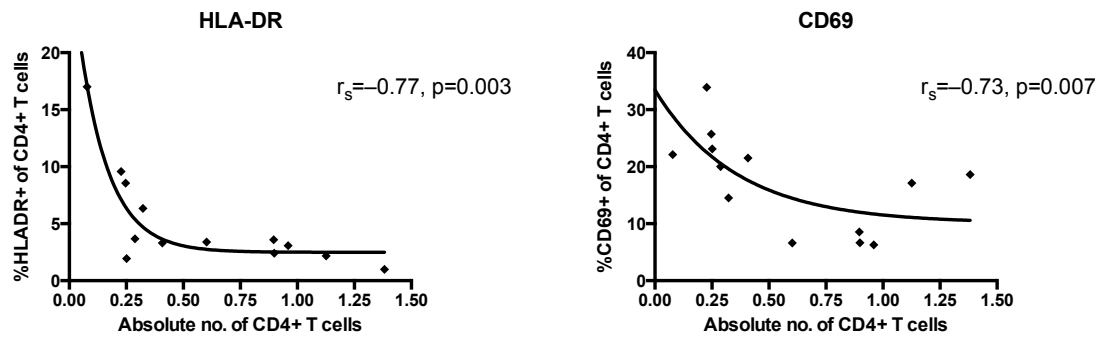 HLA-DR
20
15
10
5
0
%HLADR+ of CD4+ T cells
rs=–0.77, p=0.003
0.00 0.25 0.50 0.75 1.00 1.25 1.50
Absolute no. of CD4+ T cells
CD69
40
30
20
10
0
%CD69+ of CD4+ T cells
rs=–0.73, p=0.007
0.00 0.25 0.50 0.75 1.00 1.25 1.50
Absolute no. of CD4+ T cells